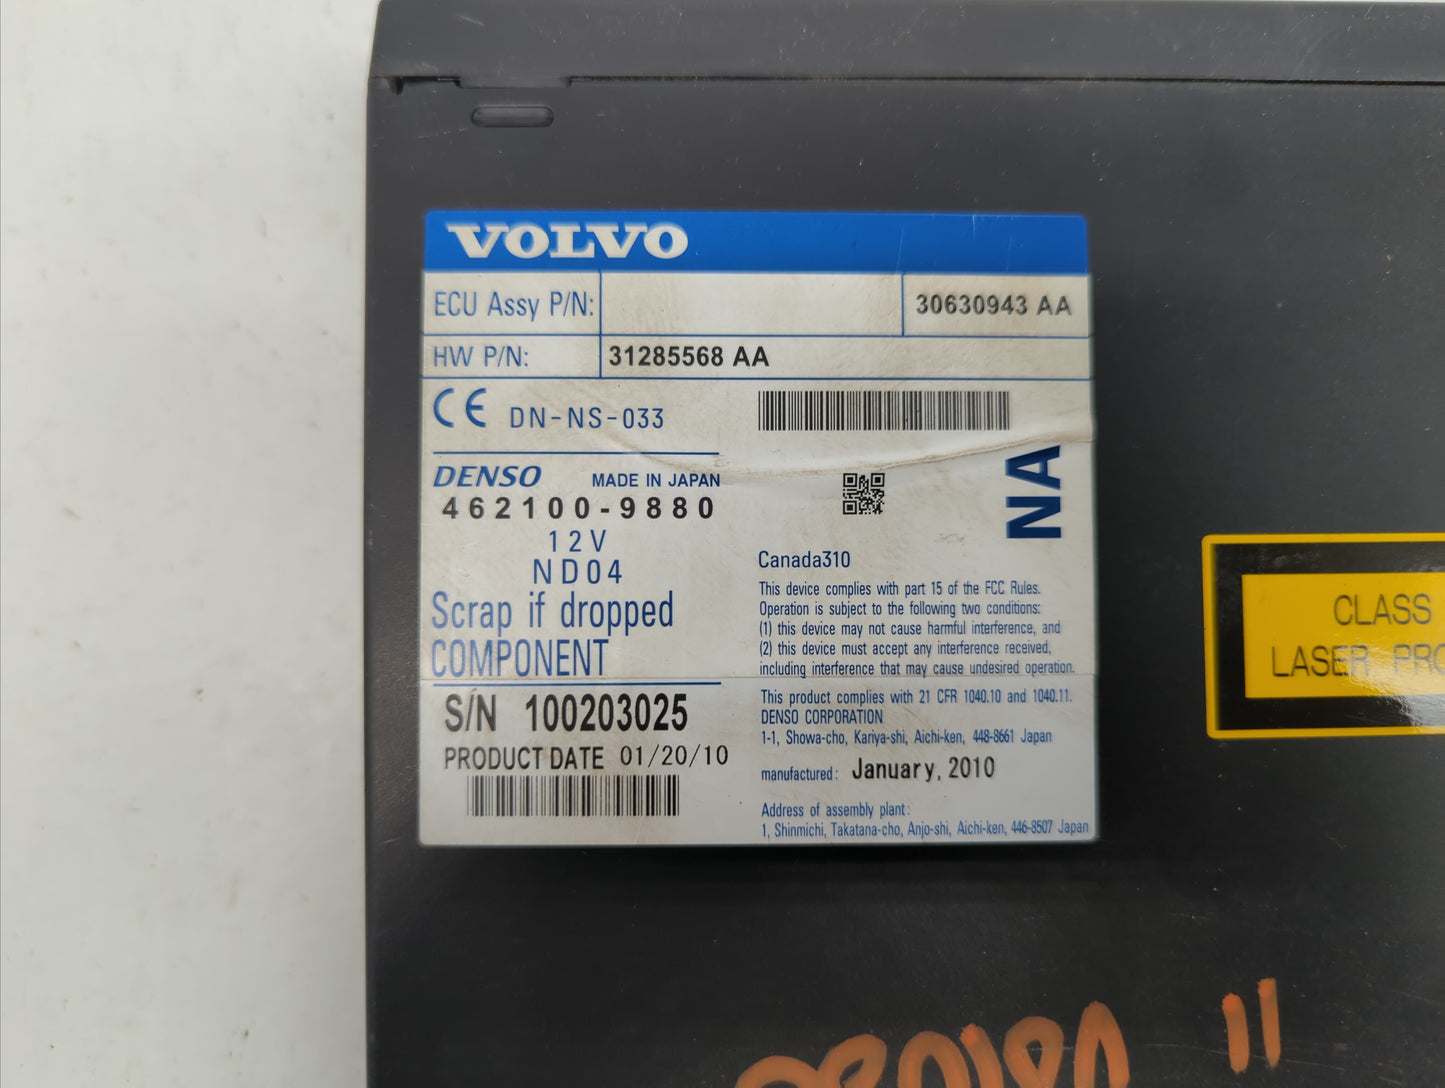 VOLVO
ECU Assy P/N: 30630943 AA
HW P/N: 31285568 AA
CE DN-NS-033
DENSO MADE IN JAPAN
462100-9880
12V
ND04
Scrap if dropped
COMPONENT
S/N 100203025
PRODUCT DATE 01/20/10
NA
Canada310
This device complies with part 15 of the FCC Rules.
Operation is subject to the following two conditions:
(1) this device may not cause harmful interference, and
(2) this device must accept any interference received,
including interference that may cause undesired operation.
This product complies with 21 CFR 1040.10 and 1040.11.
DENSO CORPORATION
1-1, Showa-cho, Kariya-shi, Aichi-ken, 448-8661 Japan
manufactured: January, 2010
Address of assembly plant:
1, Shinmichi, Takatana-cho, Anjo-shi, Aichi-ken, 446-8507 Japan
CLASS
LASER PRO
11